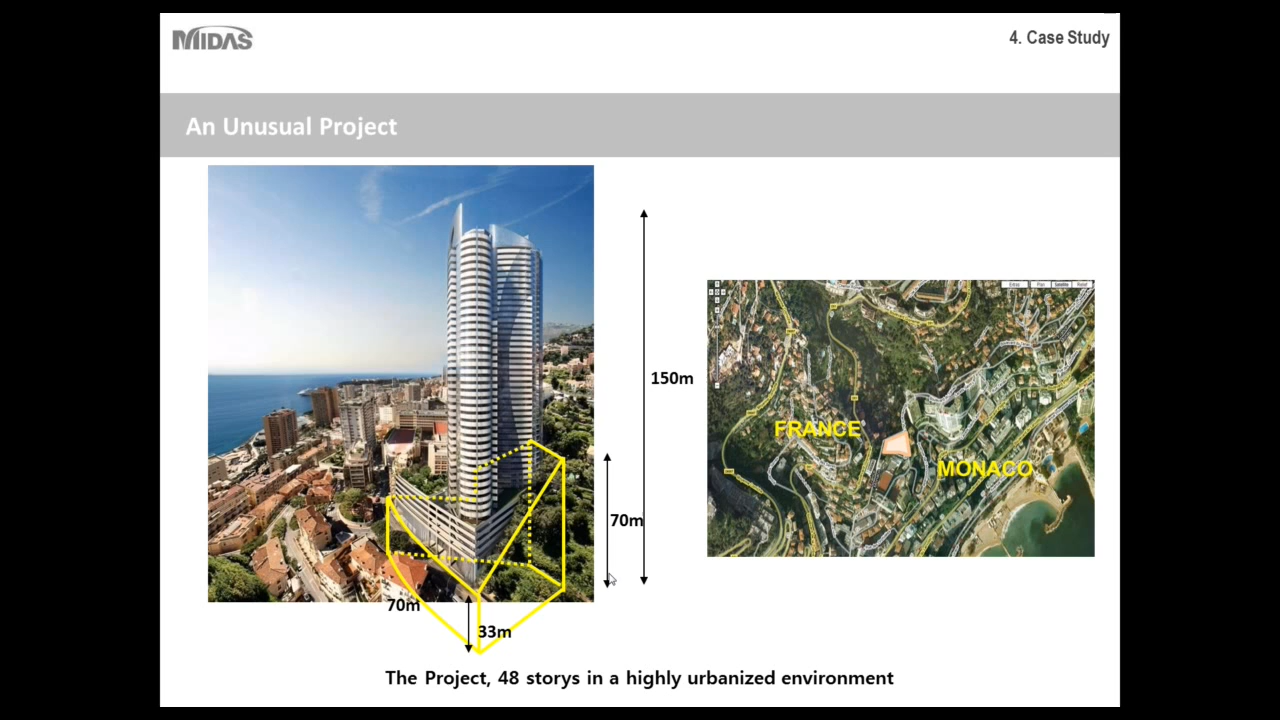 MIDAS
4. Case Study
An Unusual Project
150m
70m
70m
33m
FRANCE
MONACO
The Project, 48 storys in a highly urbanized environment